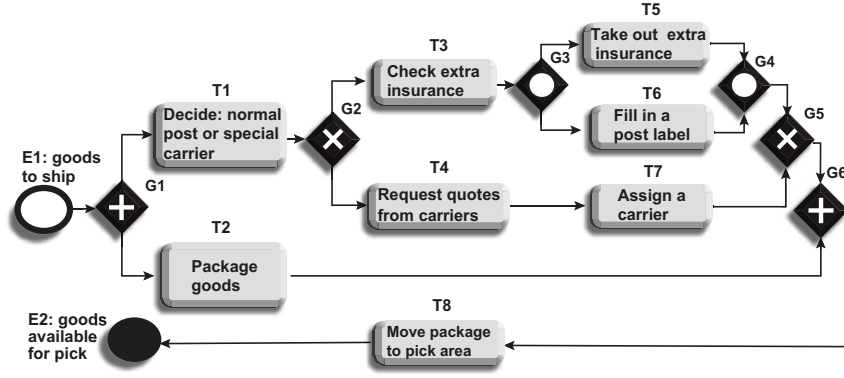 T5
Take out extra
insurance
T3
G3
G4
Check extra
insurance
T1
G2
T6
Decide: normal
post or special
carrier
Fill in a
post label
G5
E1: goods
to ship
G1
T4
T7
G6
Request quotes
from carriers
Assign a
carrier
T2
Package
goods
E2: goods
available
for pick
T8
Move package
to pick area